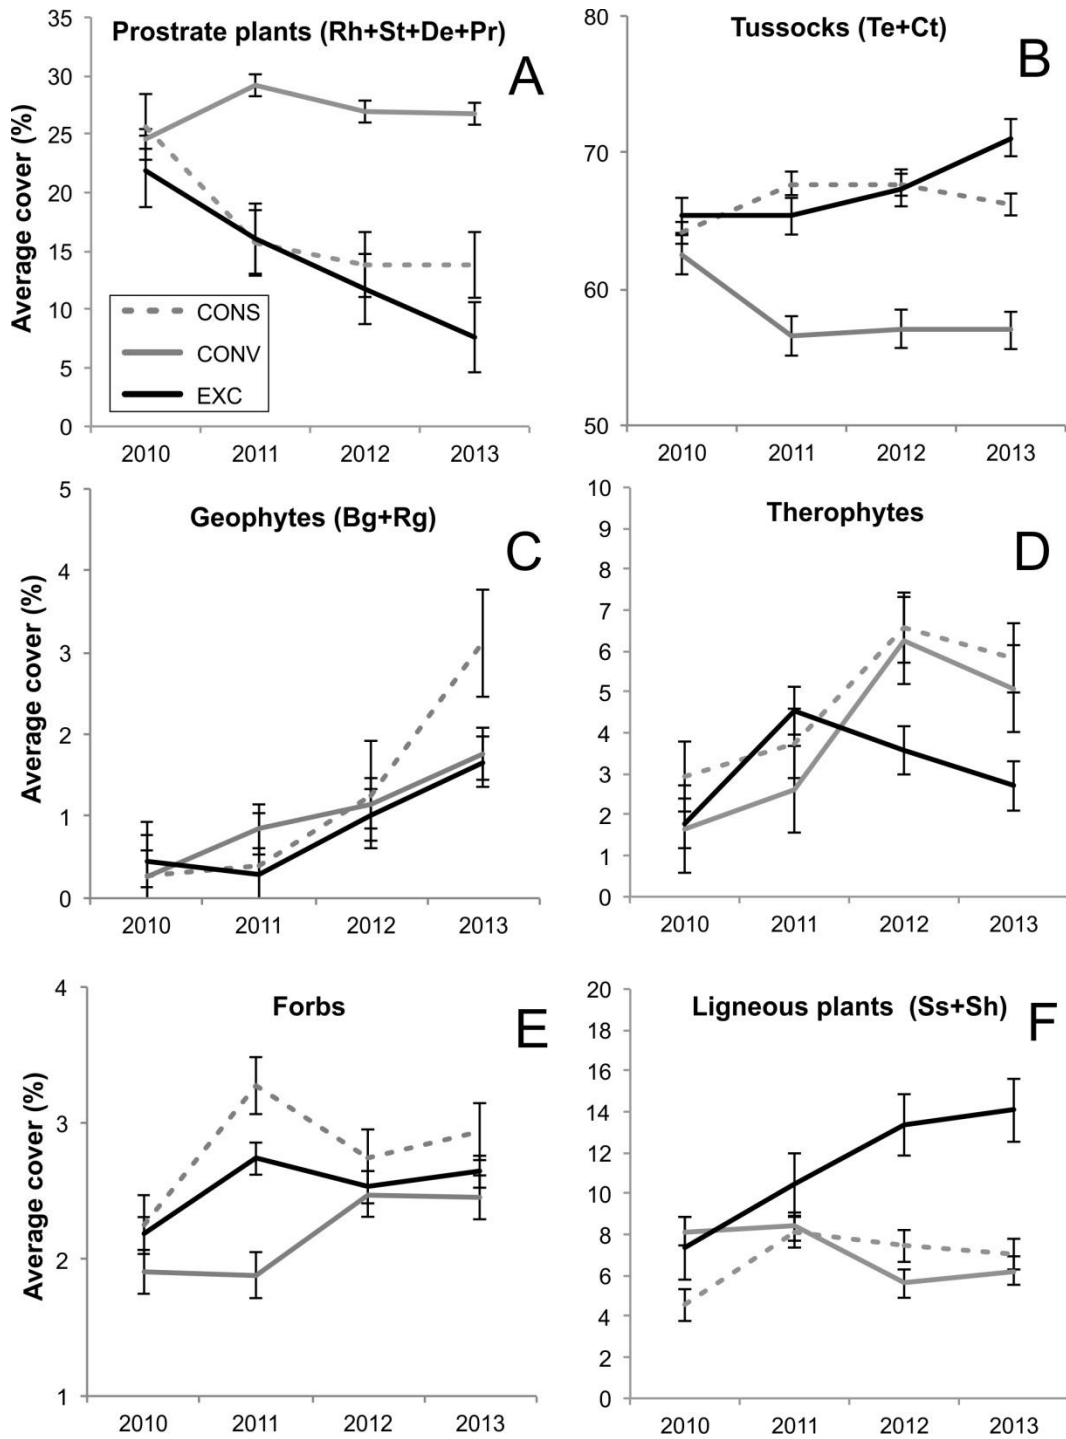 Prostrate plants (Rh+St+De+Pr)
A
Average cover (%)
35
30
25
20
15
10
5
0
CONS
CONV
EXC
2010 2011 2012 2013
Tussocks (Te+Ct)
B
80
70
60
50
2010 2011 2012 2013
Geophytes (Bg+Rg)
C
Average cover (%)
5
4
3
2
1
0
2010 2011 2012 2013
Therophytes
D
10
9
8
7
6
5
4
3
2
1
0
2010 2011 2012 2013
Forbs
E
Average cover (%)
4
3
2
1
2010 2011 2012 2013
Ligneous plants (Ss+Sh)
F
20
18
16
14
12
10
8
6
4
2
0
2010 2011 2012 2013